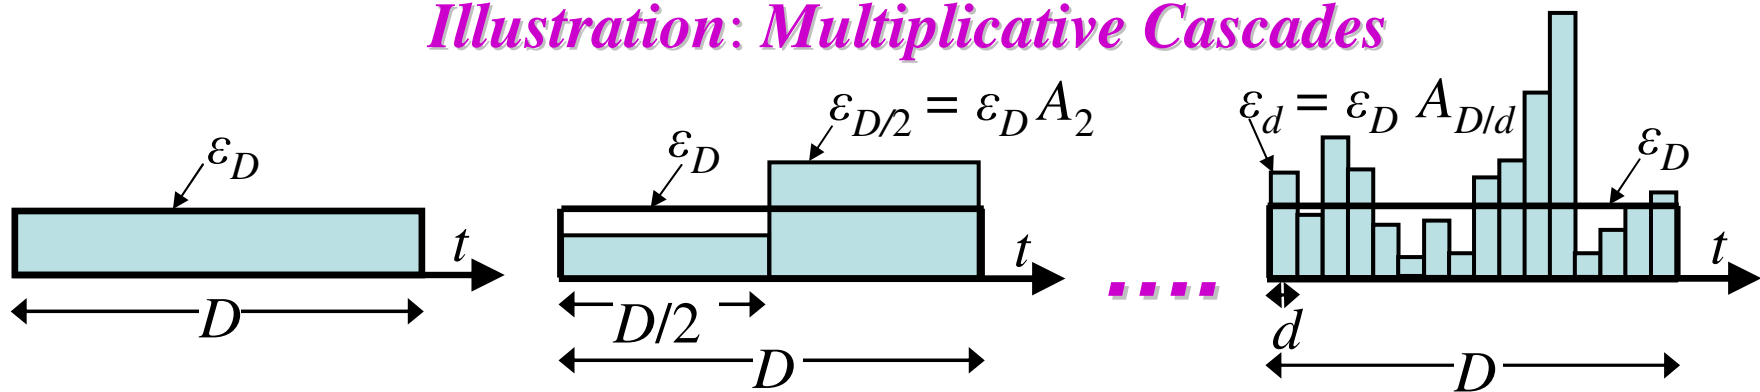 Illustration: Multiplicative Cascades
ε_D
t
D
ε_D
ε_{D/2} = ε_D A_2
t
D/2
D
....
ε_d = ε_D A_{D/d}
ε_D
t
d
D